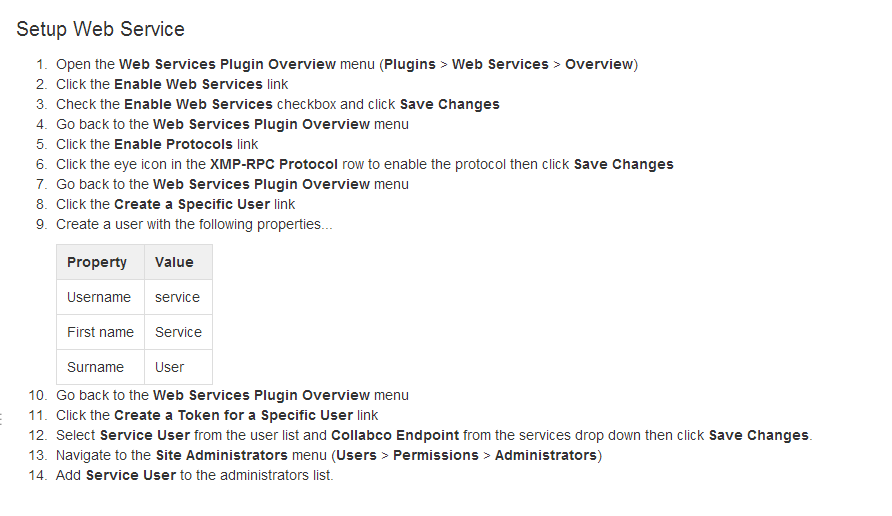 Setup Web Service
1. Open the Web Services Plugin Overview menu (Plugins > Web Services > Overview)
2. Click the Enable Web Services link
3. Check the Enable Web Services checkbox and click Save Changes
4. Go back to the Web Services Plugin Overview menu
5. Click the Enable Protocols link
6. Click the eye icon in the XMP-RPC Protocol row to enable the protocol then click Save Changes
7. Go back to the Web Services Plugin Overview menu
8. Click the Create a Specific User link
9. Create a user with the following properties...
Property Value
Username service
First name Service
Surname User
10. Go back to the Web Services Plugin Overview menu
11. Click the Create a Token for a Specific User link
12. Select Service User from the user list and Collabco Endpoint from the services drop down then click Save Changes.
13. Navigate to the Site Administrators menu (Users > Permissions > Administrators)
14. Add Service User to the administrators list.